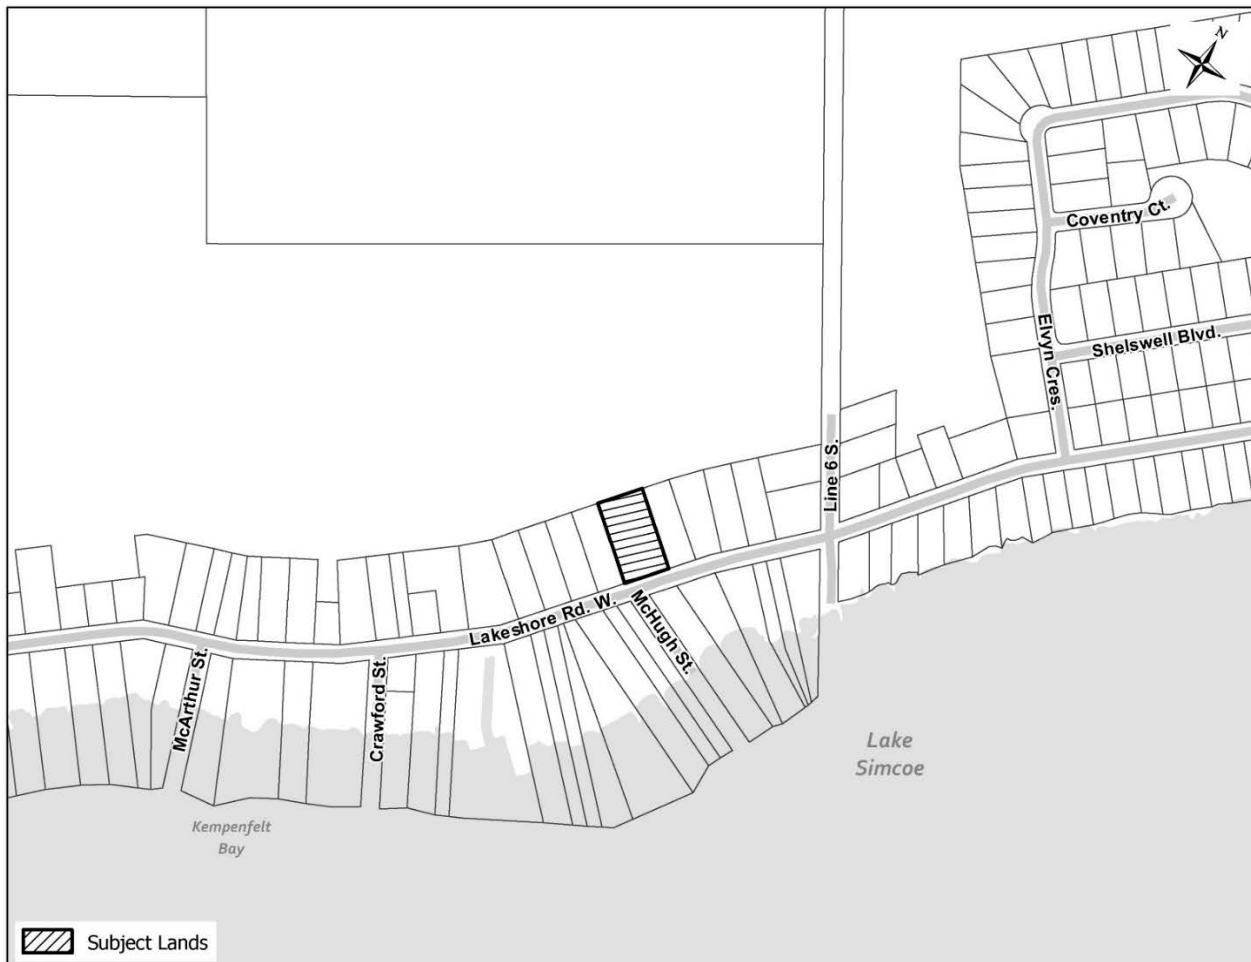 N
Coventry Ct.
Shelswell Blvd.
Elvyn Cres.
Line 6 S.
Lakeshore Rd. W.
McHugh St.
McArthur St.
Crawford St.
Lake
Simcoe
Kempenfelt
Bay
Subject Lands